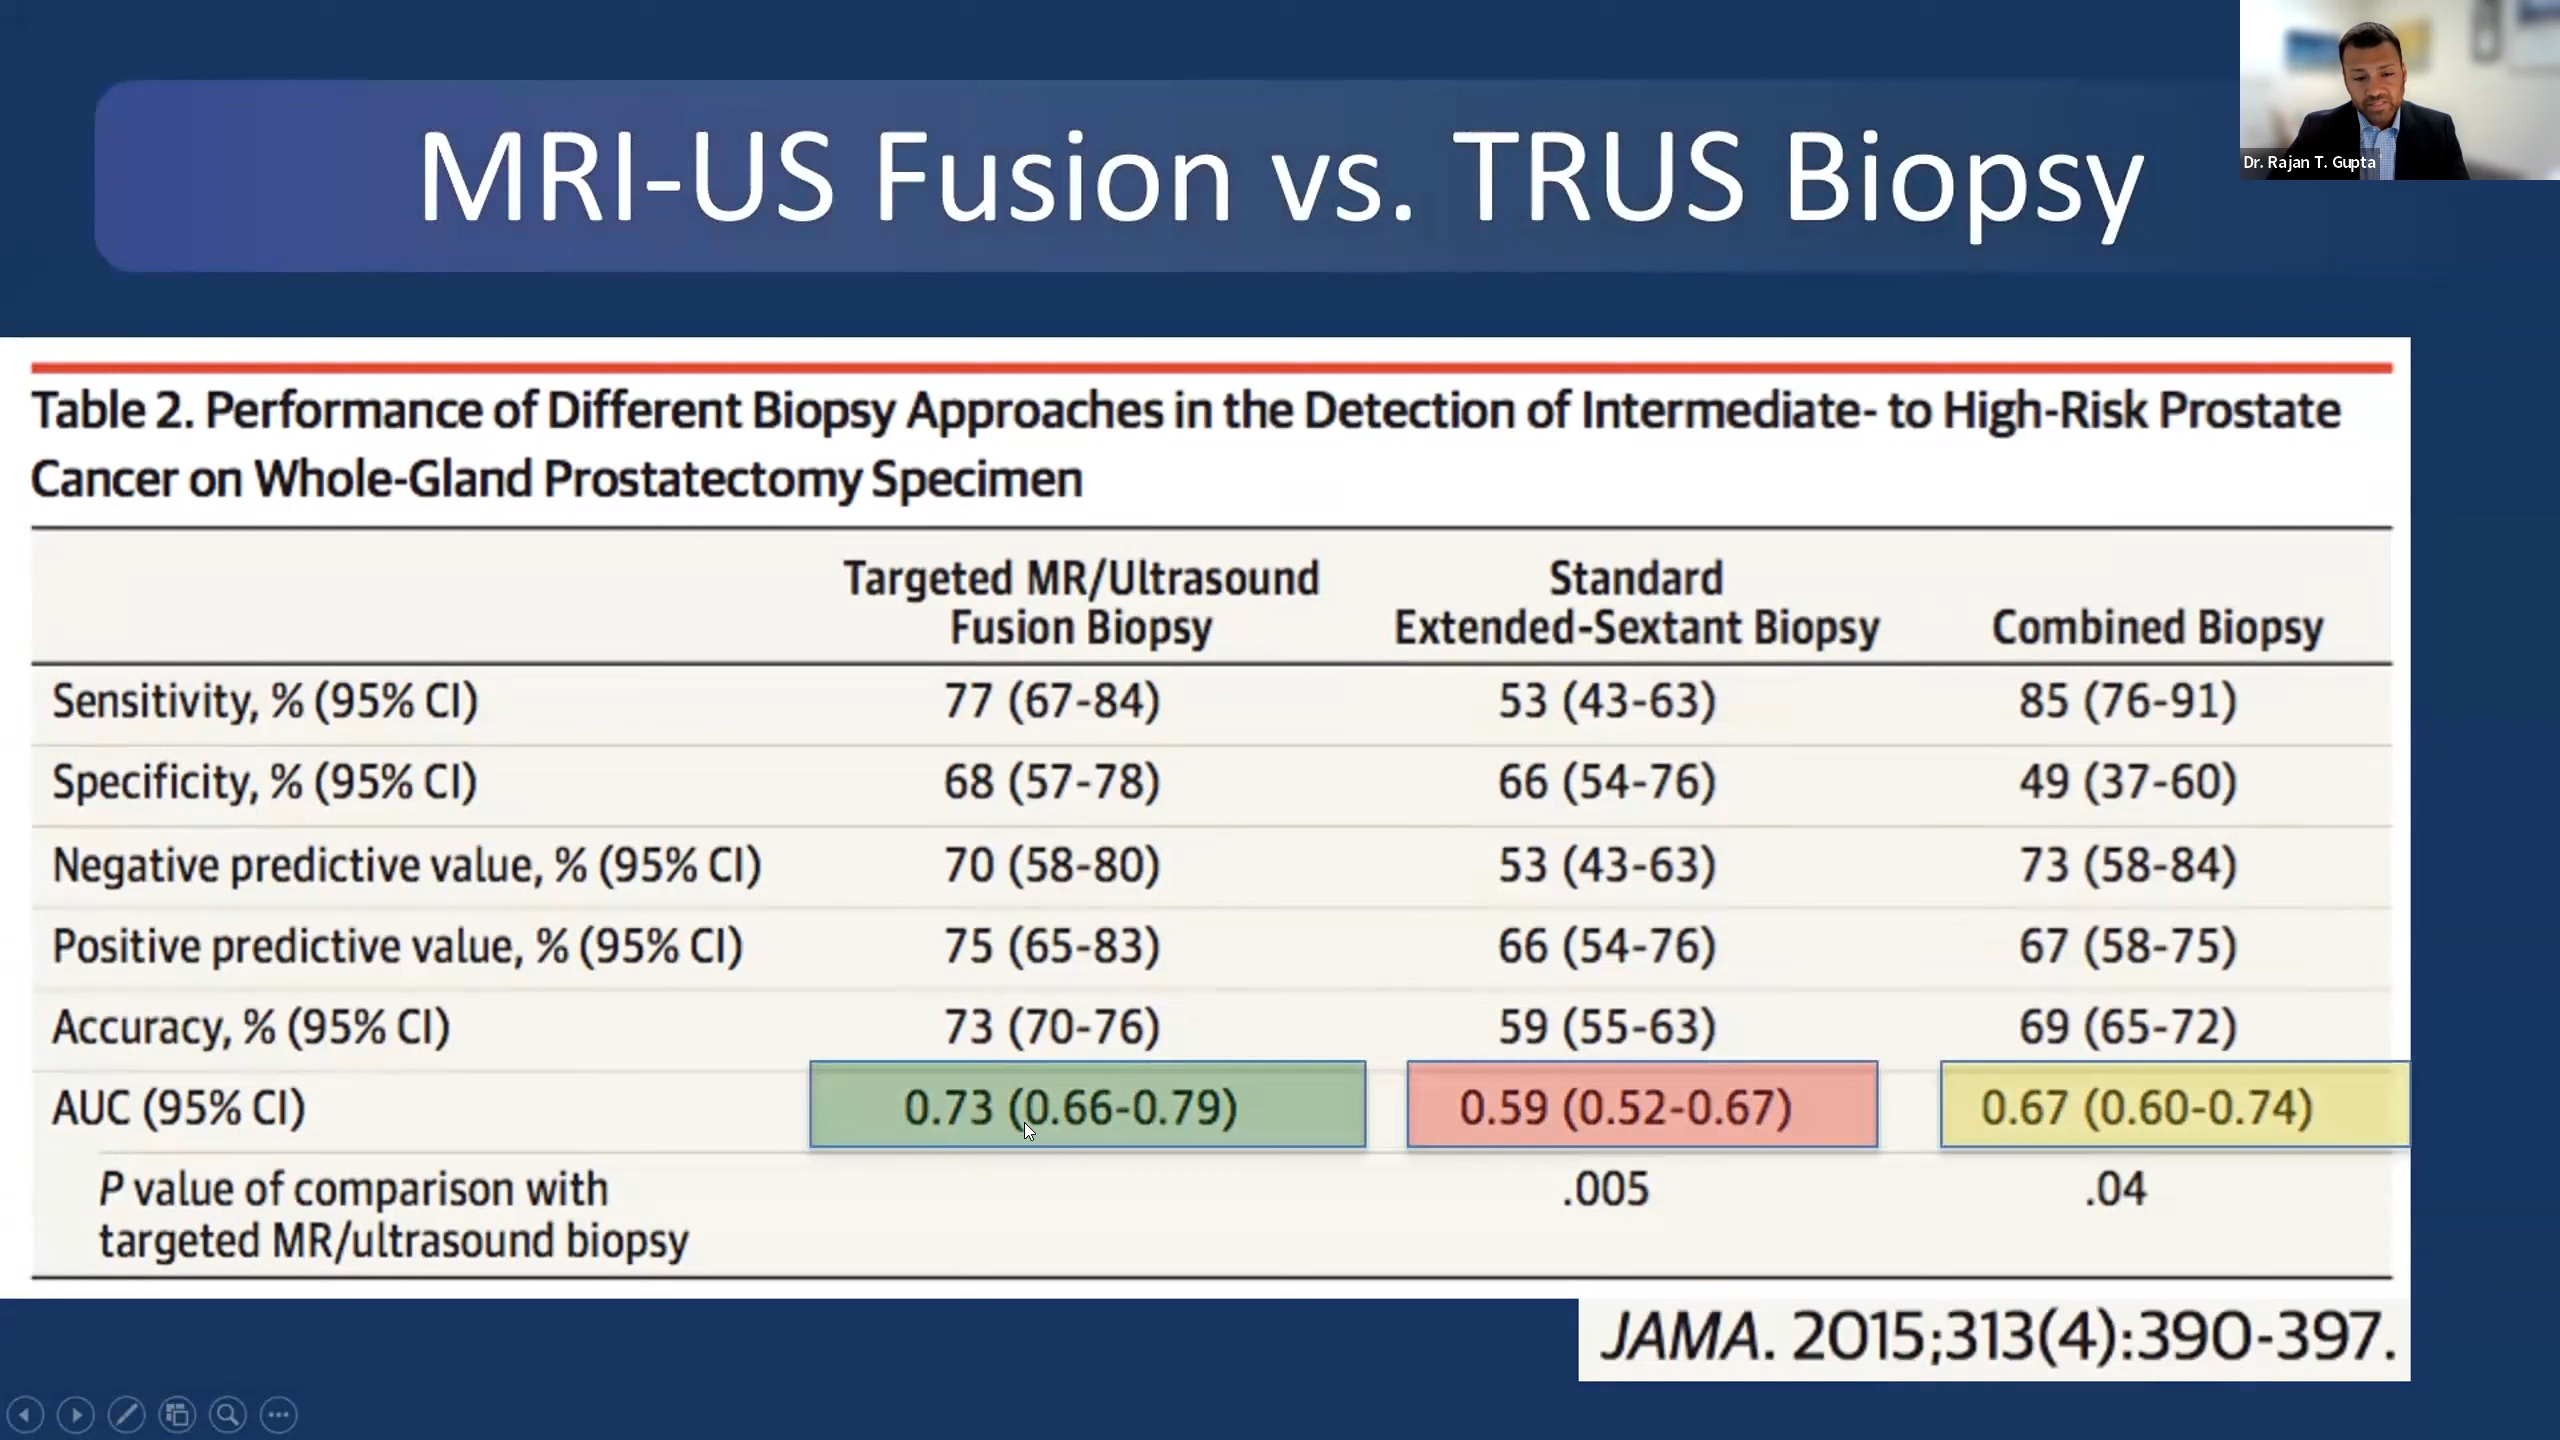 MRI-US Fusion vs. TRUS Biopsy
Dr. Rajan T. Gupta
Table 2. Performance of Different Biopsy Approaches in the Detection of Intermediate- to High-Risk Prostate
Cancer on Whole-Gland Prostatectomy Specimen
Targeted MR/Ultrasound Fusion Biopsy Standard Extended-Sextant Biopsy Combined Biopsy
Sensitivity, % (95% CI) 77 (67-84) 53 (43-63) 85 (76-91)
Specificity, % (95% CI) 68 (57-78) 66 (54-76) 49 (37-60)
Negative predictive value, % (95% CI) 70 (58-80) 53 (43-63) 73 (58-84)
Positive predictive value, % (95% CI) 75 (65-83) 66 (54-76) 67 (58-75)
Accuracy, % (95% CI) 73 (70-76) 59 (55-63) 69 (65-72)
AUC (95% CI) 0.73 (0.66-0.79) 0.59 (0.52-0.67) 0.67 (0.60-0.74)
P value of comparison with .005 .04
targeted MR/ultrasound biopsy
JAMA. 2015;313(4):390-397.